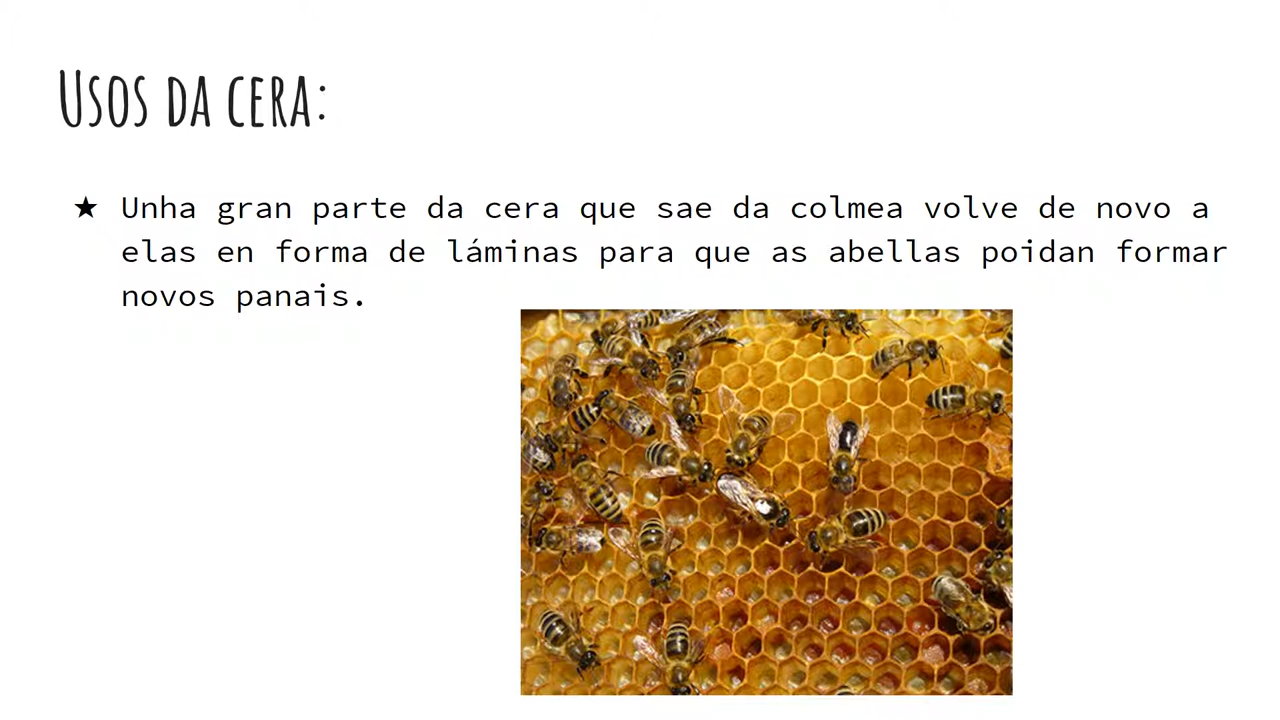 Usos da cera:
★ Unha gran parte da cera que sae da colmea volve de novo a
elas en forma de láminas para que as abellas poidan formar
novos panais.